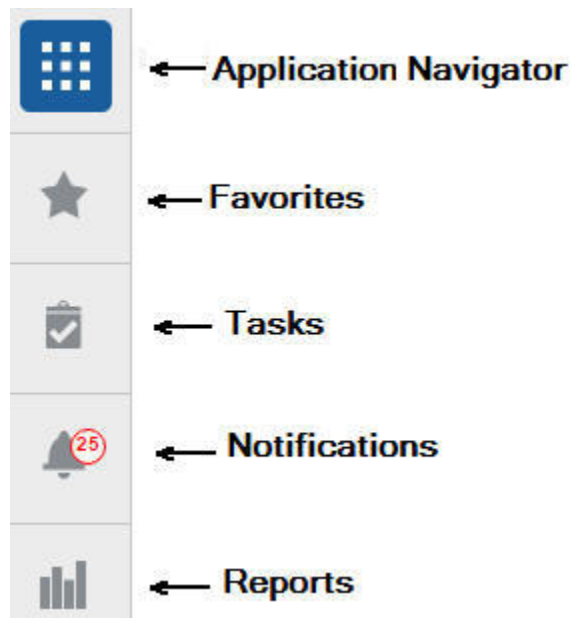 Application Navigator
Favorites
Tasks
25
Notifications
Reports